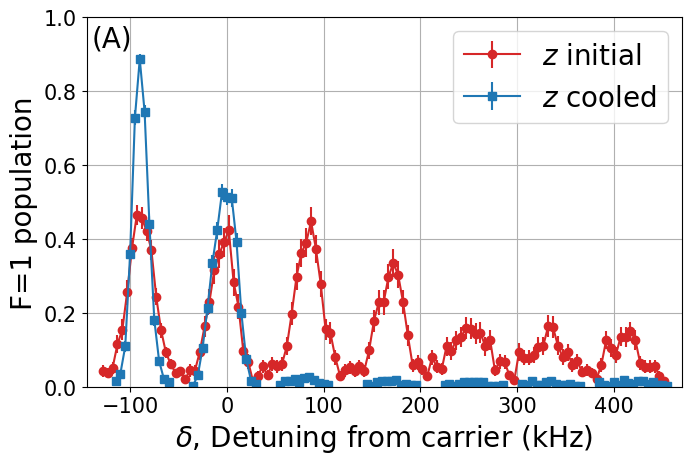 (A)
z initial
z cooled
F=1 population
1.0
0.8
0.6
0.4
0.2
0.0
−100 0 100 200 300 400
δ, Detuning from carrier (kHz)